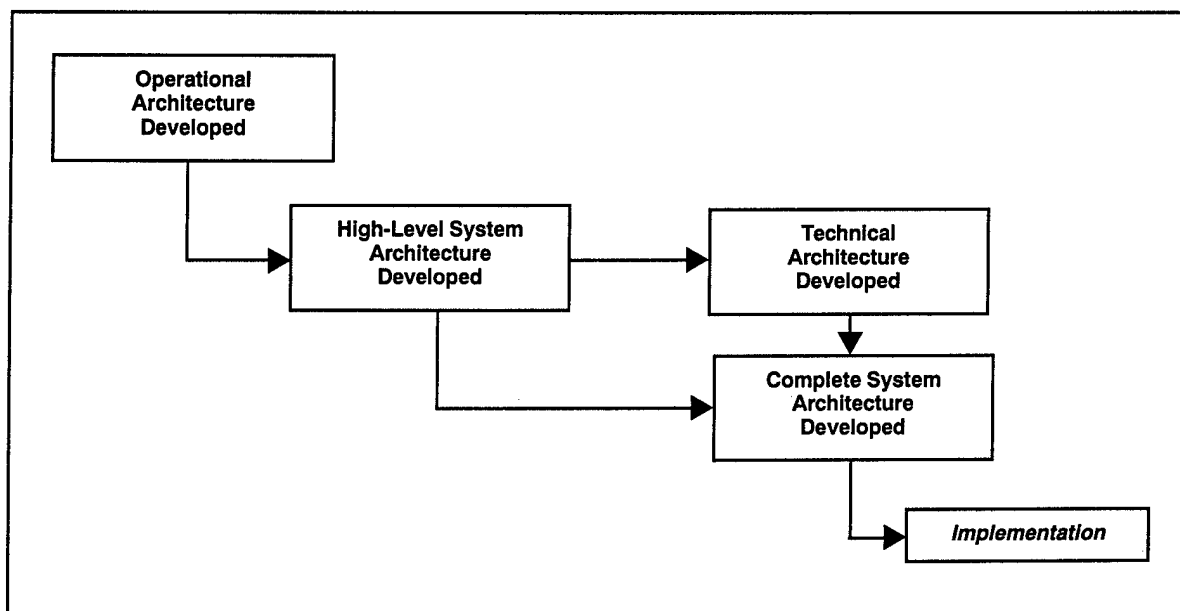 Operational
Architecture
Developed
High-Level System
Architecture
Developed
Technical
Architecture
Developed
Complete System
Architecture
Developed
Implementation